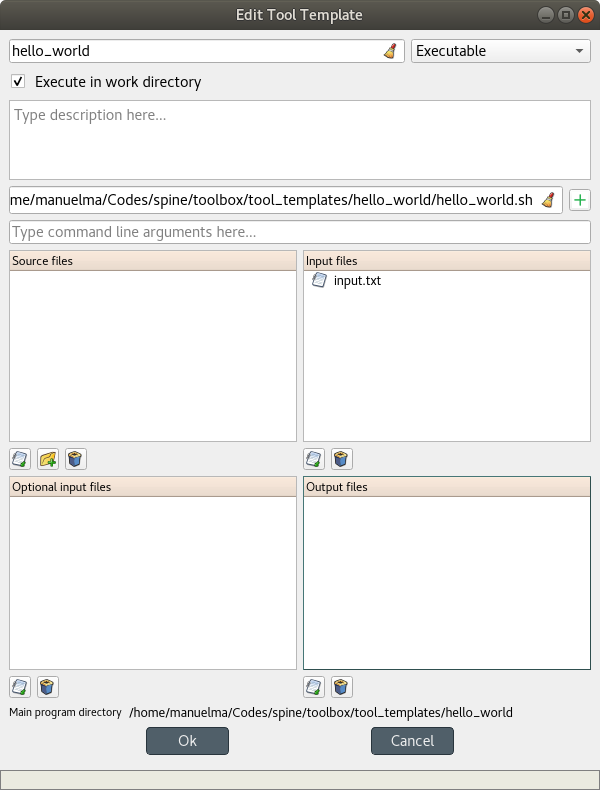 Edit Tool Template
hello_world
Executable
Execute in work directory
Type description here...
me/manuelma/Codes/spine/toolbox/tool_templates/hello_world/hello_world.sh
Type command line arguments here...
Source files
Input files
input.txt
Optional input files
Output files
Main program directory /home/manuelma/Codes/spine/toolbox/tool_templates/hello_world
Ok
Cancel